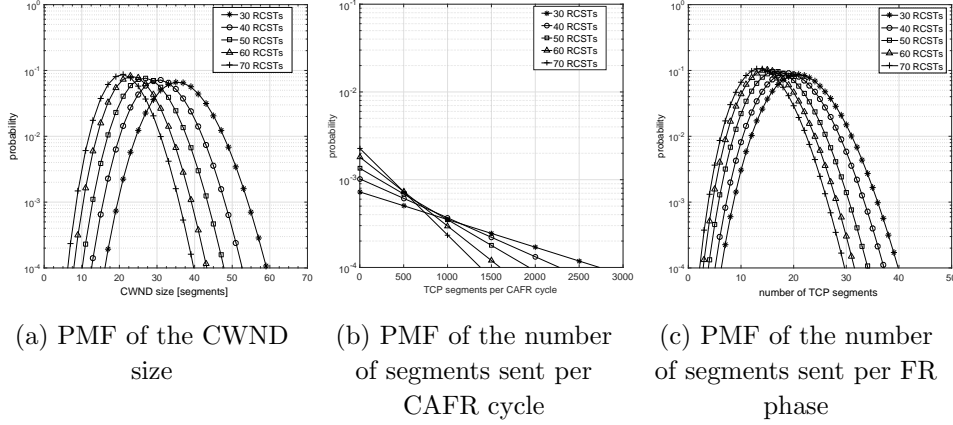 30 RCSTs
40 RCSTs
50 RCSTs
60 RCSTs
70 RCSTs
10^0
10^-1
10^-2
10^-3
10^-4
probability
0 10 20 30 40 50 60 70
CWND size [segments]
(a) PMF of the CWND
size
30 RCSTs
40 RCSTs
50 RCSTs
60 RCSTs
70 RCSTs
10^-1
10^-2
10^-3
10^-4
probability
0 500 1000 1500 2000 2500 3000
TCP segments per CAFR cycle
(b) PMF of the number
of segments sent per
CAFR cycle
30 RCSTs
40 RCSTs
50 RCSTs
60 RCSTs
70 RCSTs
10^0
10^-1
10^-2
10^-3
10^-4
probability
0 10 20 30 40 50
number of TCP segments
(c) PMF of the number
of segments sent per FR
phase